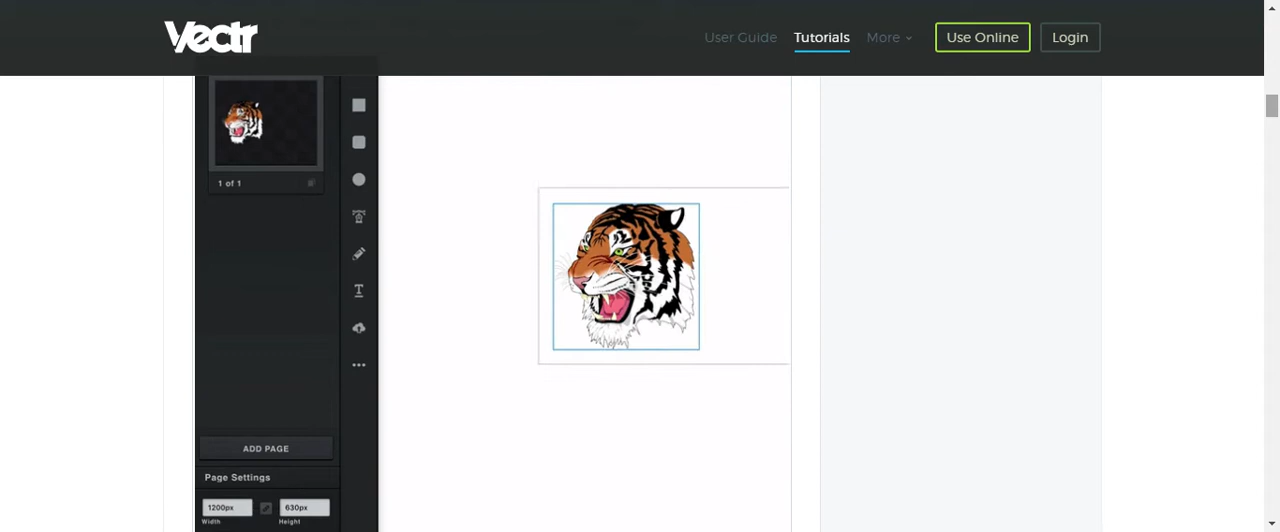 Vectr
User Guide
Tutorials
More
Use Online
Login
1 of 1
T
ADD PAGE
Page Settings
1200px
630px
Width
Height